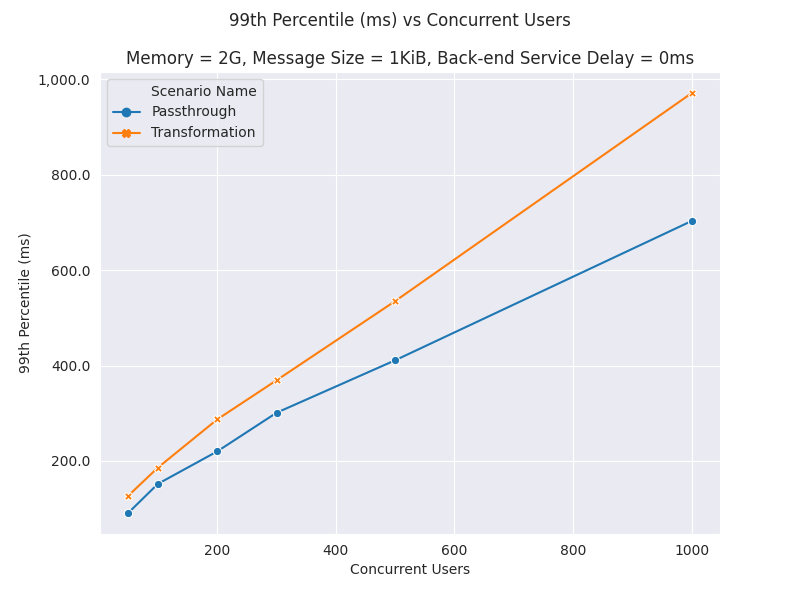 99th Percentile (ms) vs Concurrent Users
Memory = 2G, Message Size = 1KiB, Back-end Service Delay = 0ms
Scenario Name
Passthrough
Transformation
1,000.0
800.0
600.0
400.0
200.0
99th Percentile (ms)
200 400 600 800 1000
Concurrent Users